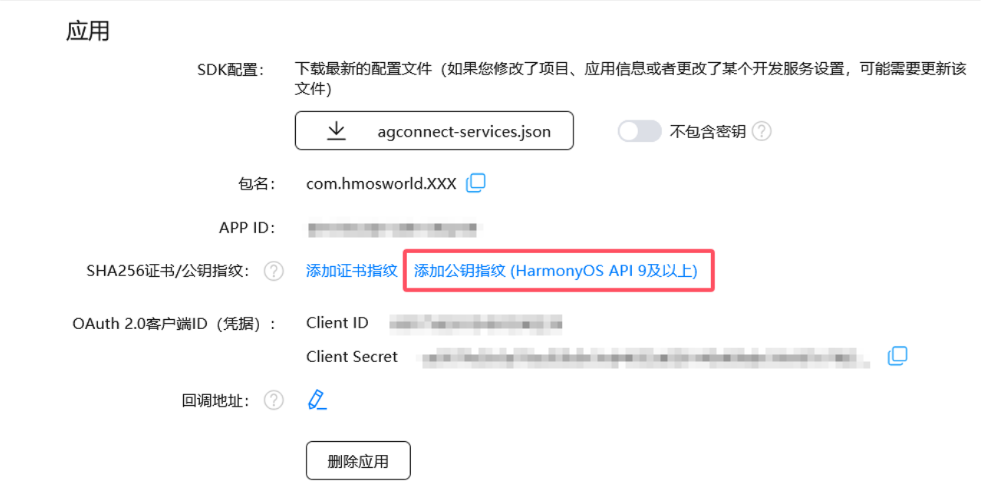 应用
SDK配置： 下载最新的配置文件（如果您修改了项目、应用信息或者更改了某个开发服务设置，可能需要更新该
文件）
agconnect-services.json 不包含密钥 ?
包名： com.hmosworld.XXX
APP ID：
SHA256证书/公钥指纹： ? 添加证书指纹 添加公钥指纹 (HarmonyOS API 9及以上)
OAuth 2.0客户端ID（凭据）： Client ID
Client Secret
回调地址： ?
删除应用